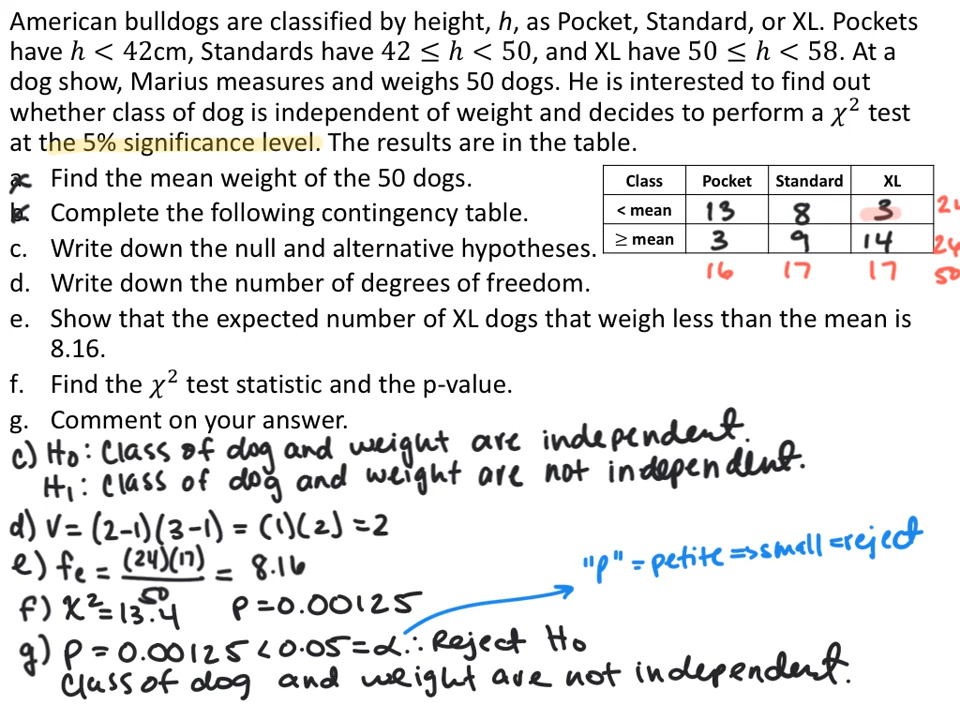 American bulldogs are classified by height, h, as Pocket, Standard, or XL. Pockets
have h < 42cm, Standards have 42 ≤ h < 50, and XL have 50 ≤ h < 58. At a
dog show, Marius measures and weighs 50 dogs. He is interested to find out
whether class of dog is independent of weight and decides to perform a χ² test
at the 5% significance level. The results are in the table.
a. Find the mean weight of the 50 dogs.
b. Complete the following contingency table.
c. Write down the null and alternative hypotheses.
d. Write down the number of degrees of freedom.
e. Show that the expected number of XL dogs that weigh less than the mean is
8.16.
f. Find the χ² test statistic and the p-value.
g. Comment on your answer.
Class Pocket Standard XL
< mean 13 8 3 24
≥ mean 3 9 14
16 17 17 50
c) H₀: Class of dog and weight are independent.
H₁: Class of dog and weight are not independent.
d) V = (2-1)(3-1) = (1)(2) = 2
e) fe = (24)(17)/50 = 8.16
f) χ² = 13.4 P = 0.00125
"p" = petite => small = reject
g) P = 0.00125 < 0.05 = α ∴ Reject H₀
Class of dog and weight are not independent.